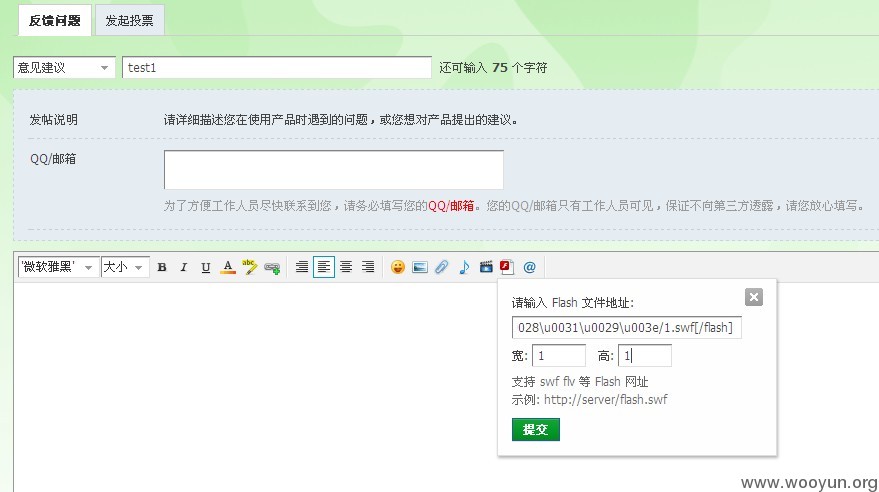 反馈问题 发起投票
意见建议 test1 还可输入 75 个字符
发帖说明 请详细描述您在使用产品时遇到的问题，或您想对产品提出的建议。
QQ/邮箱
为了方便工作人员尽快联系到您，请务必填写您的QQ/邮箱。您的QQ/邮箱只有工作人员可见，保证不向第三方透露，请您放心填写。
'微软雅黑' 大小 B I U A abc @
请输入 Flash 文件地址:
028\u0031\u0029\u003e/1.swf[/flash]
宽: 1 高: 1
支持 swf flv 等 Flash 网址
示例: http://server/flash.swf
提交
www.wooyun.org